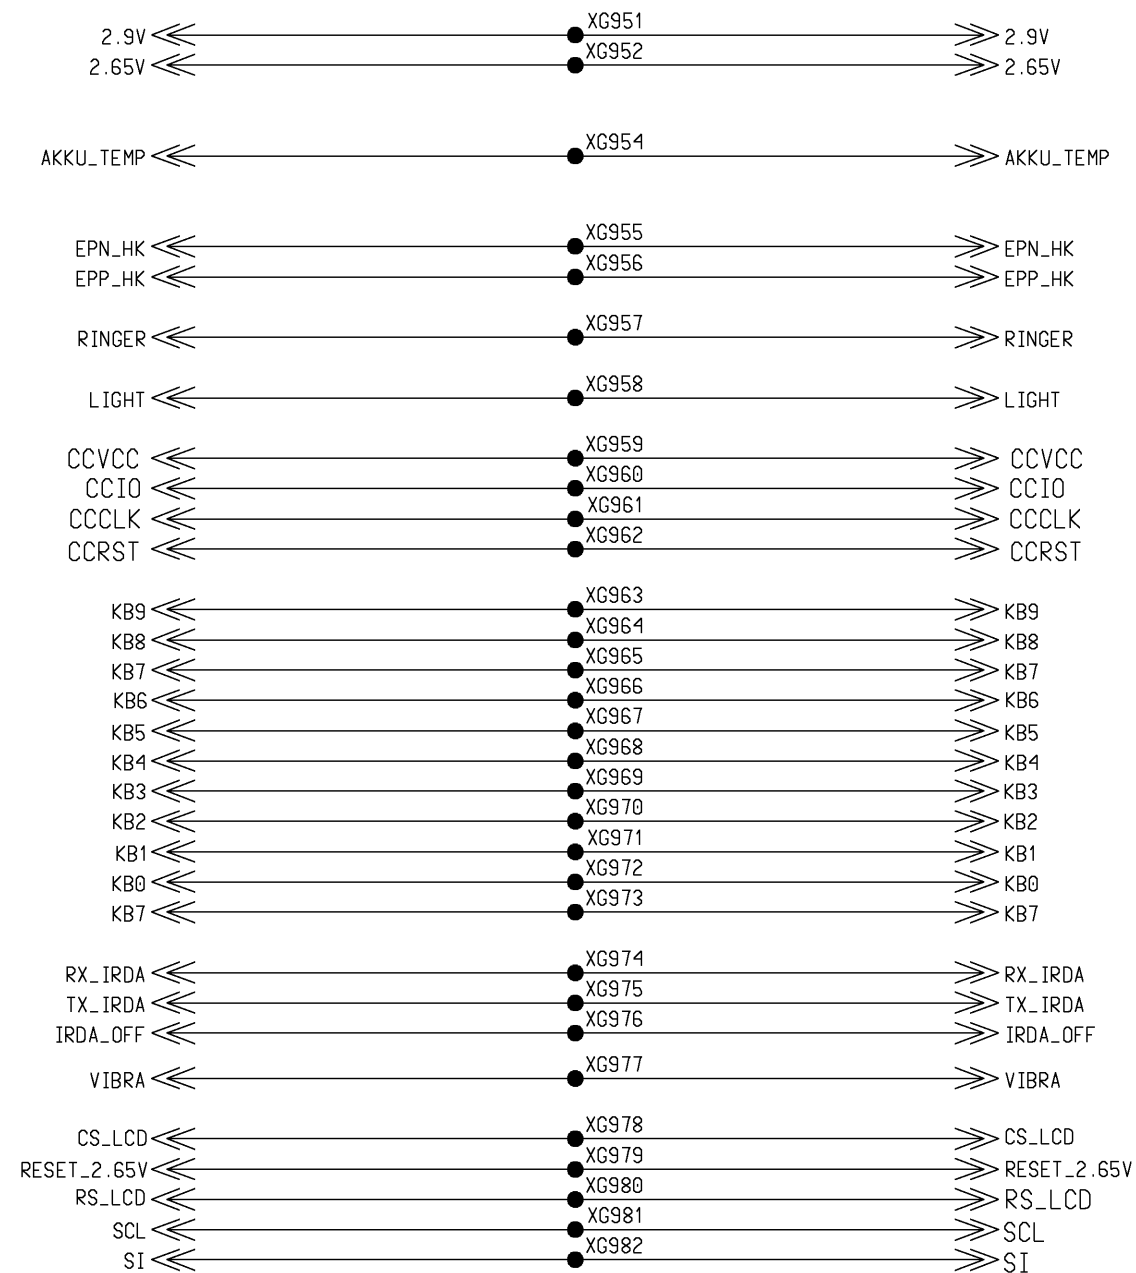 XG951
2.9V 2.9V
XG952
2.65V 2.65V
XG954
AKKU_TEMP AKKU_TEMP
XG955
EPN_HK EPN_HK
XG956
EPP_HK EPP_HK
XG957
RINGER RINGER
XG958
LIGHT LIGHT
XG959
CCVCC CCVCC
XG960
CCIO CCIO
XG961
CCCLK CCCLK
XG962
CCRST CCRST
XG963
KB9 KB9
XG964
KB8 KB8
XG965
KB7 KB7
XG966
KB6 KB6
XG967
KB5 KB5
XG968
KB4 KB4
XG969
KB3 KB3
XG970
KB2 KB2
XG971
KB1 KB1
XG972
KB0 KB0
XG973
KB7 KB7
XG974
RX_IRDA RX_IRDA
XG975
TX_IRDA TX_IRDA
XG976
IRDA_OFF IRDA_OFF
XG977
VIBRA VIBRA
XG978
CS_LCD CS_LCD
XG979
RESET_2.65V RESET_2.65V
XG980
RS_LCD RS_LCD
XG981
SCL SCL
XG982
SI SI